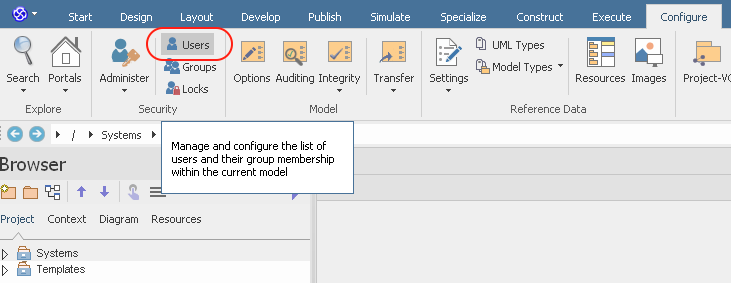 Start Design Layout Develop Publish Simulate Specialize Construct Execute Configure
Users
Groups
Locks
UML Types
Model Types
Search Portals Administer Options Auditing Integrity Transfer Settings Resources Images Project-VC
Explore Security Model Reference Data
/ Systems
Manage and configure the list of
users and their group membership
within the current model
Browser
Project Context Diagram Resources
Systems
Templates